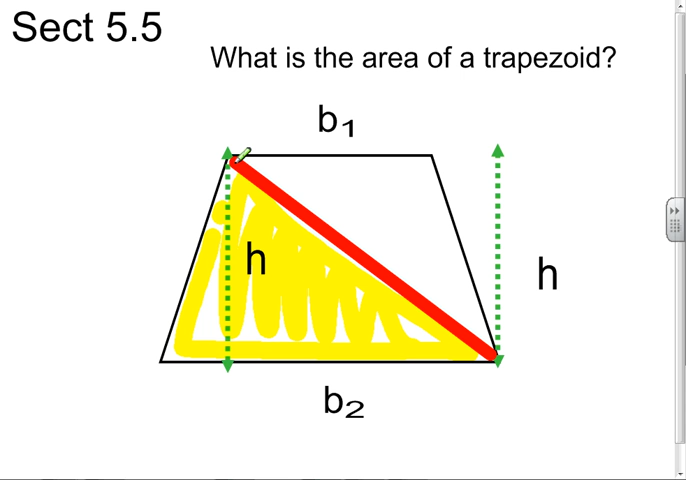 Sect 5.5
What is the area of a trapezoid?
b₁
h
h
b₂